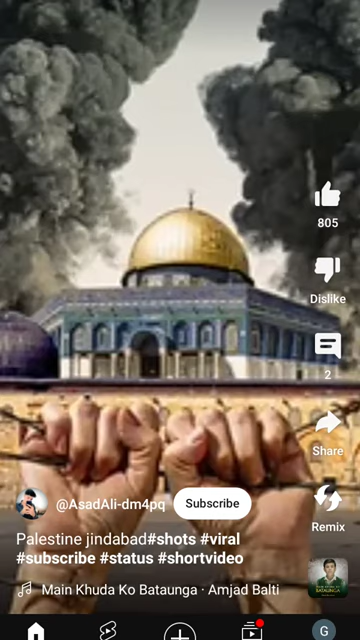 805
Dislike
2
Share
@AsadAli-dm4pq
Subscribe
Remix
Palestine jindabad#shots #viral
#subscribe #status #shortvideo
Main Khuda Ko Bataunga · Amjad Balti
G